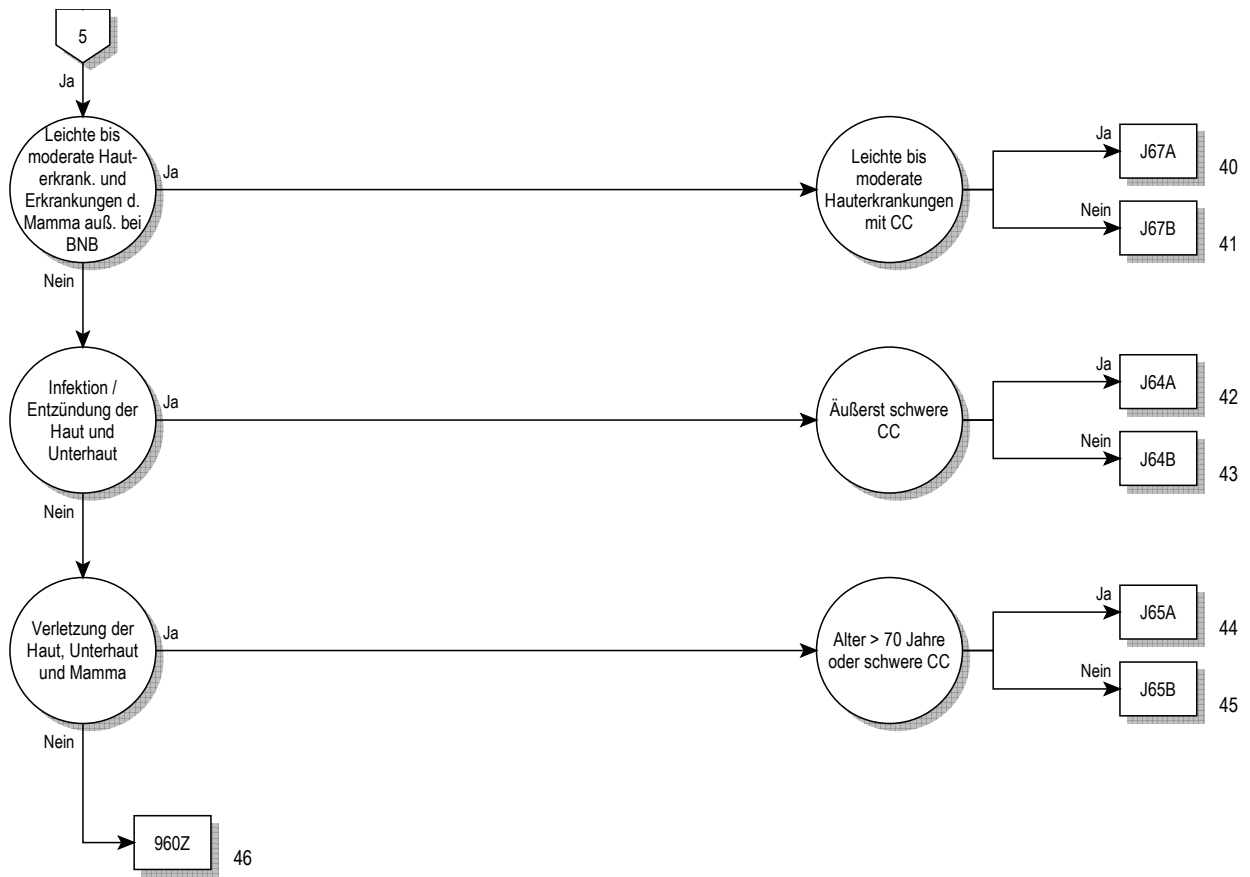 5
Ja
Leichte bis
moderate Haut-
erkrank. und
Erkrankungen d.
Mamma auß. bei
BNB
Ja
Leichte bis
moderate
Hauterkrankungen
mit CC
Ja
J67A
40
Nein
J67B
41
Nein
Infektion /
Entzündung der
Haut und
Unterhaut
Ja
Äußerst schwere
CC
Ja
J64A
42
Nein
J64B
43
Nein
Verletzung der
Haut, Unterhaut
und Mamma
Ja
Alter > 70 Jahre
oder schwere CC
Ja
J65A
44
Nein
J65B
45
Nein
960Z
46